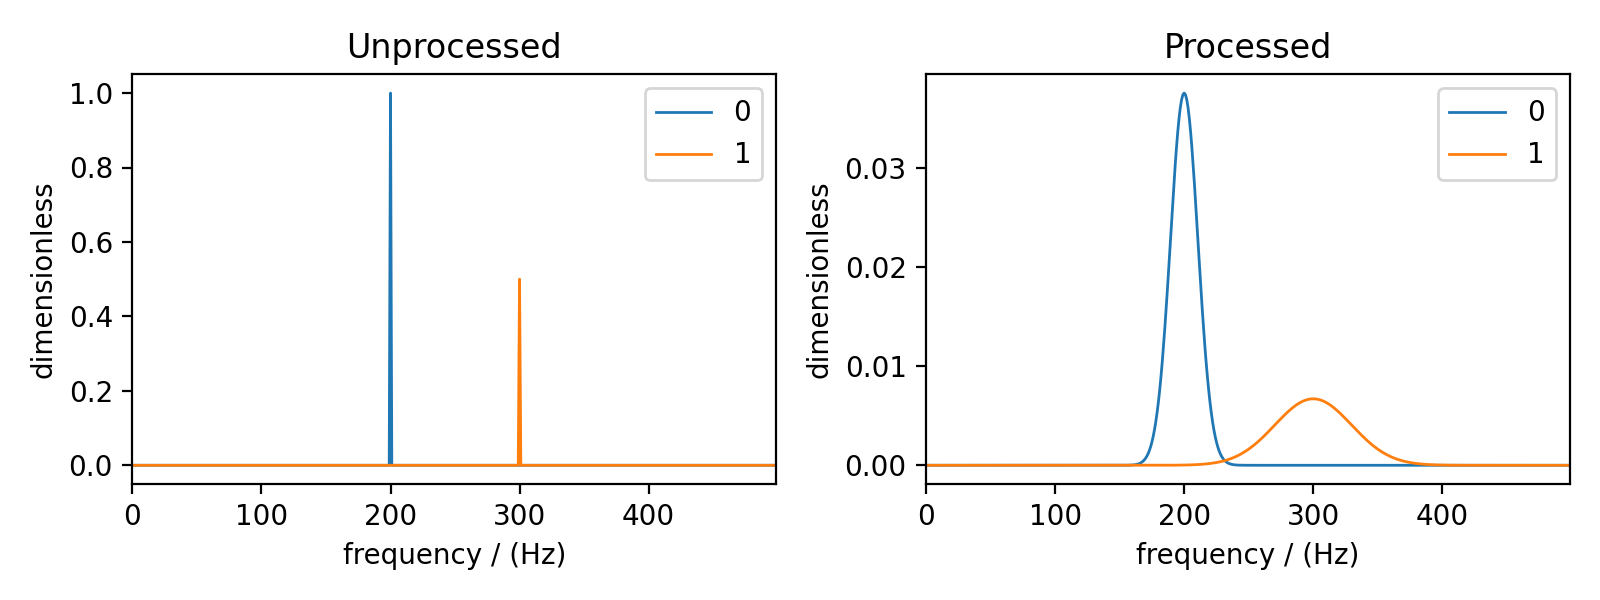 Unprocessed
1.0
0.8
0.6
0.4
0.2
0.0
dimensionless
0
1
0 100 200 300 400
frequency / (Hz)
Processed
0.03
0.02
0.01
0.00
dimensionless
0
1
0 100 200 300 400
frequency / (Hz)